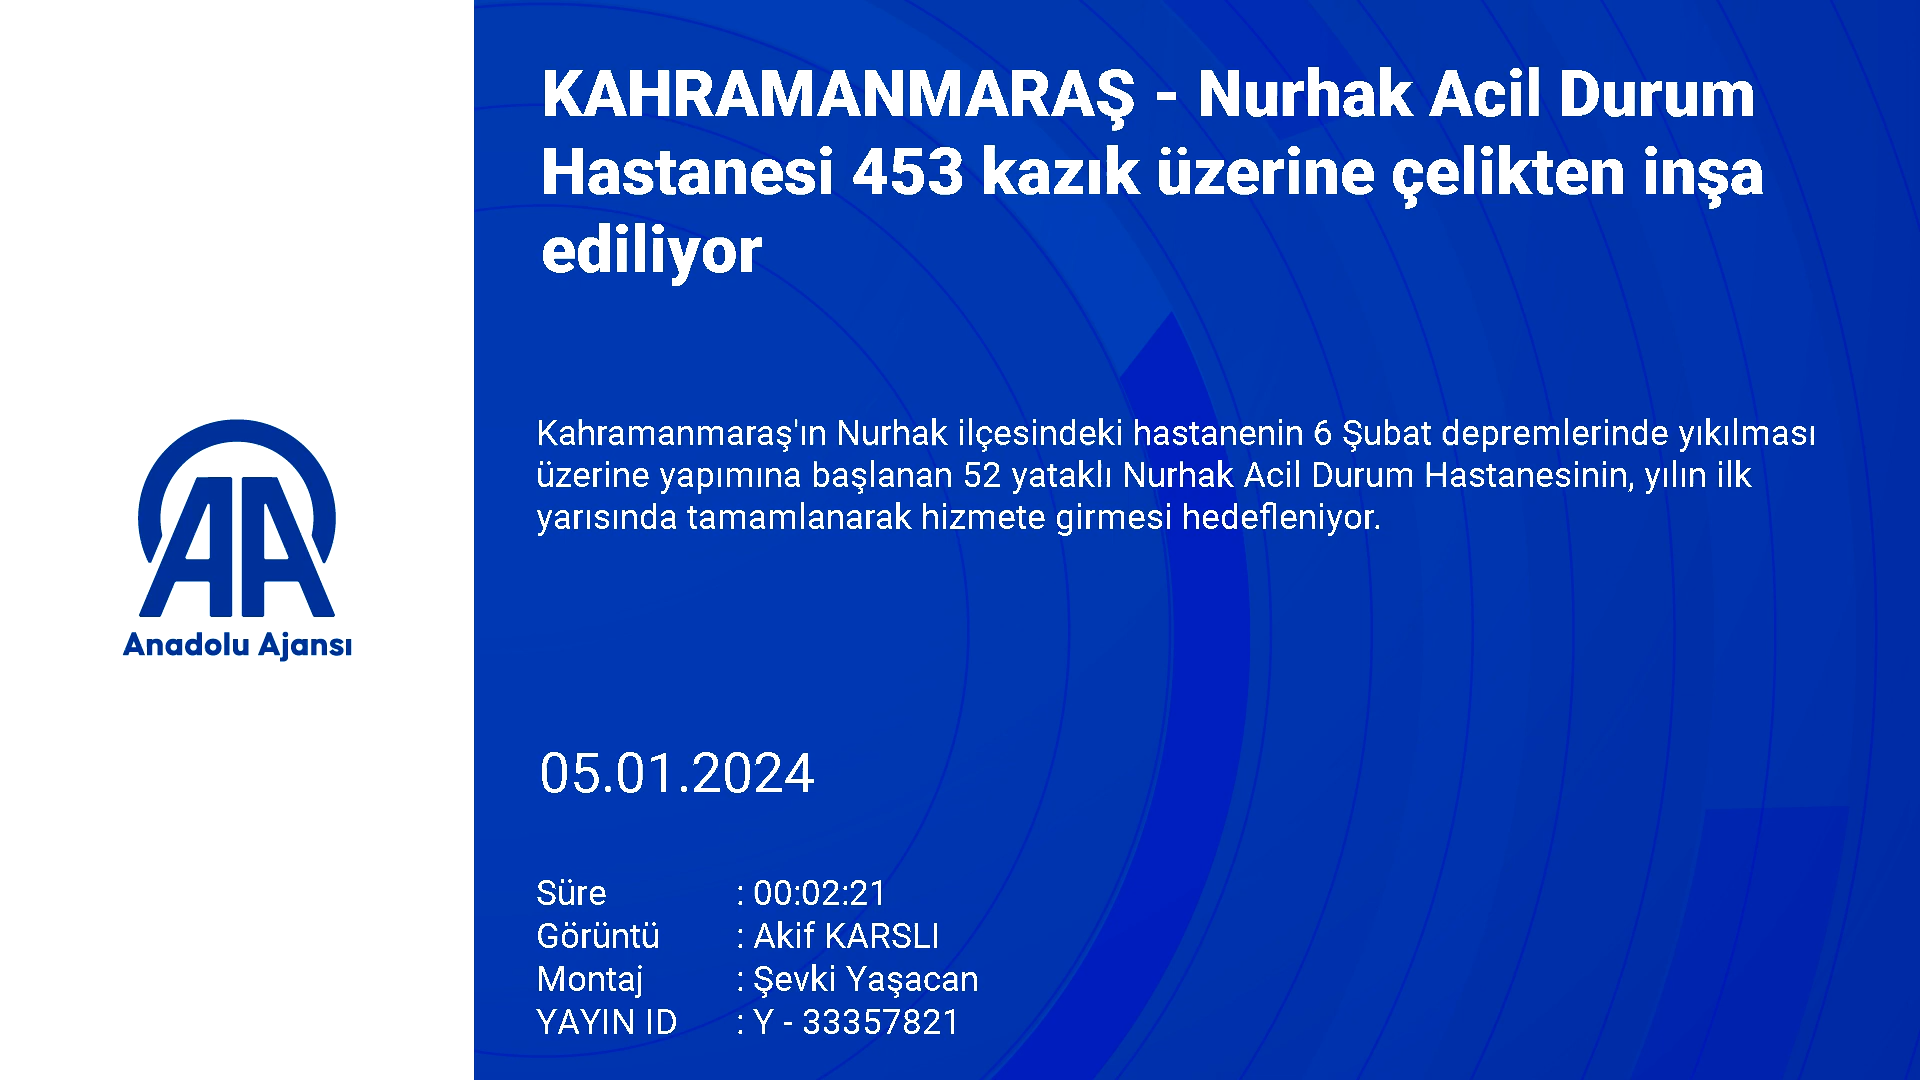 KAHRAMANMARAŞ - Nurhak Acil Durum
Hastanesi 453 kazık üzerine çelikten inşa
ediliyor
Kahramanmaraş'ın Nurhak ilçesindeki hastanenin 6 Şubat depremlerinde yıkılması
üzerine yapımına başlanan 52 yataklı Nurhak Acil Durum Hastanesinin, yılın ilk
yarısında tamamlanarak hizmete girmesi hedefleniyor.
AA
Anadolu Ajansı
05.01.2024
Süre : 00:02:21
Görüntü : Akif KARSLI
Montaj : Şevki Yaşacan
YAYIN ID : Y - 33357821